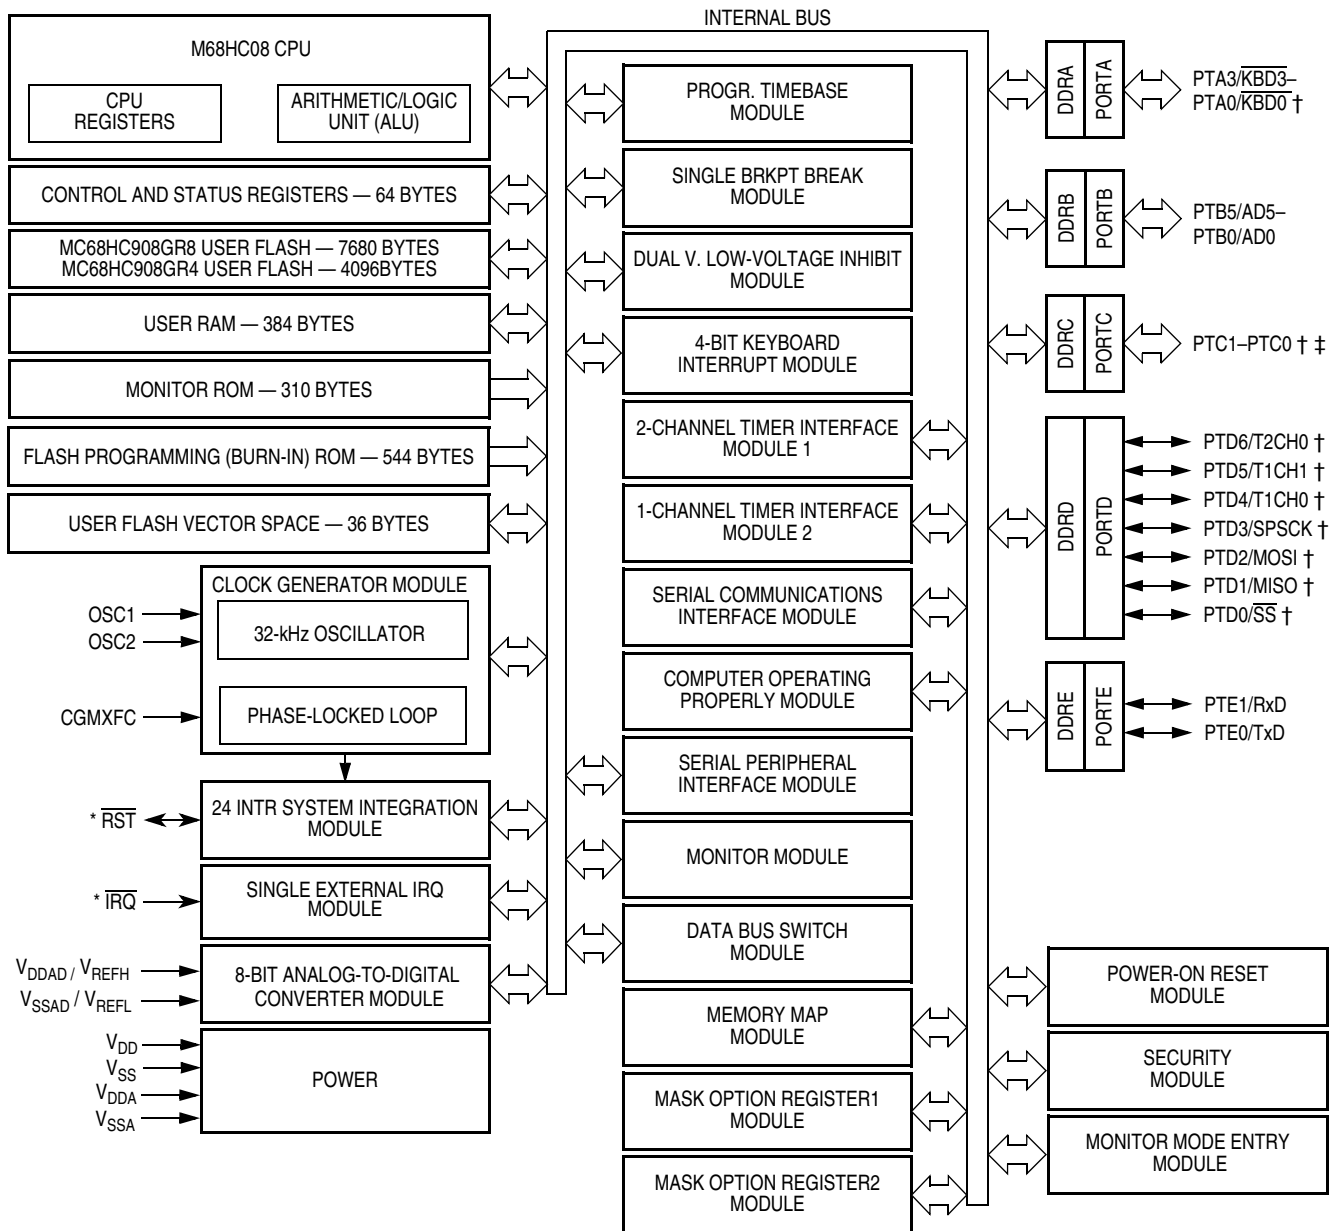 INTERNAL BUS
M68HC08 CPU
CPU
REGISTERS
ARITHMETIC/LOGIC
UNIT (ALU)
CONTROL AND STATUS REGISTERS — 64 BYTES
MC68HC908GR8 USER FLASH — 7680 BYTES
MC68HC908GR4 USER FLASH — 4096BYTES
USER RAM — 384 BYTES
MONITOR ROM — 310 BYTES
FLASH PROGRAMMING (BURN-IN) ROM — 544 BYTES
USER FLASH VECTOR SPACE — 36 BYTES
CLOCK GENERATOR MODULE
OSC1
OSC2
32-kHz OSCILLATOR
CGMXFC
PHASE-LOCKED LOOP
* RST
24 INTR SYSTEM INTEGRATION
MODULE
* IRQ
SINGLE EXTERNAL IRQ
MODULE
VDDAD / VREFH
VSSAD / VREFL
8-BIT ANALOG-TO-DIGITAL
CONVERTER MODULE
VDD
VSS
VDDA
VSSA
POWER
PROGR. TIMEBASE
MODULE
SINGLE BRKPT BREAK
MODULE
DUAL V. LOW-VOLTAGE INHIBIT
MODULE
4-BIT KEYBOARD
INTERRUPT MODULE
2-CHANNEL TIMER INTERFACE
MODULE 1
1-CHANNEL TIMER INTERFACE
MODULE 2
SERIAL COMMUNICATIONS
INTERFACE MODULE
COMPUTER OPERATING
PROPERLY MODULE
SERIAL PERIPHERAL
INTERFACE MODULE
MONITOR MODULE
DATA BUS SWITCH
MODULE
MEMORY MAP
MODULE
MASK OPTION REGISTER1
MODULE
MASK OPTION REGISTER2
MODULE
DDRA
PORTA
PTA3/KBD3–
PTA0/KBD0 †
DDRB
PORTB
PTB5/AD5–
PTB0/AD0
DDRC
PORTC
PTC1–PTC0 † ‡
DDRD
PORTD
PTD6/T2CH0 †
PTD5/T1CH1 †
PTD4/T1CH0 †
PTD3/SPSCK †
PTD2/MOSI †
PTD1/MISO †
PTD0/SS †
DDRE
PORTE
PTE1/RxD
PTE0/TxD
POWER-ON RESET
MODULE
SECURITY
MODULE
MONITOR MODE ENTRY
MODULE